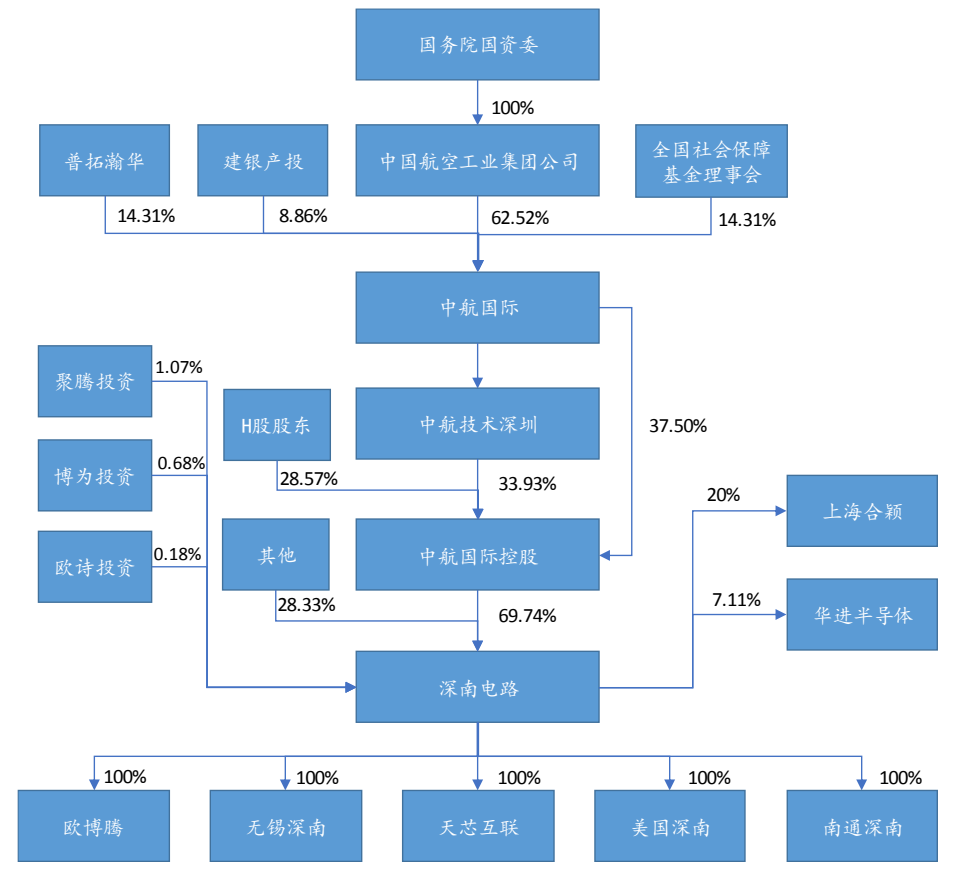 国务院国资委
100%
普拓瀚华
建银产投
中国航空工业集团公司
全国社会保障
基金理事会
14.31%
8.86%
62.52%
14.31%
中航国际
聚腾投资
1.07%
H股股东
中航技术深圳
37.50%
博为投资
0.68%
28.57%
33.93%
20%
上海合颖
欧诗投资
0.18%
其他
中航国际控股
28.33%
69.74%
7.11%
华进半导体
深南电路
100%
100%
100%
100%
100%
欧博腾
无锡深南
天芯互联
美国深南
南通深南